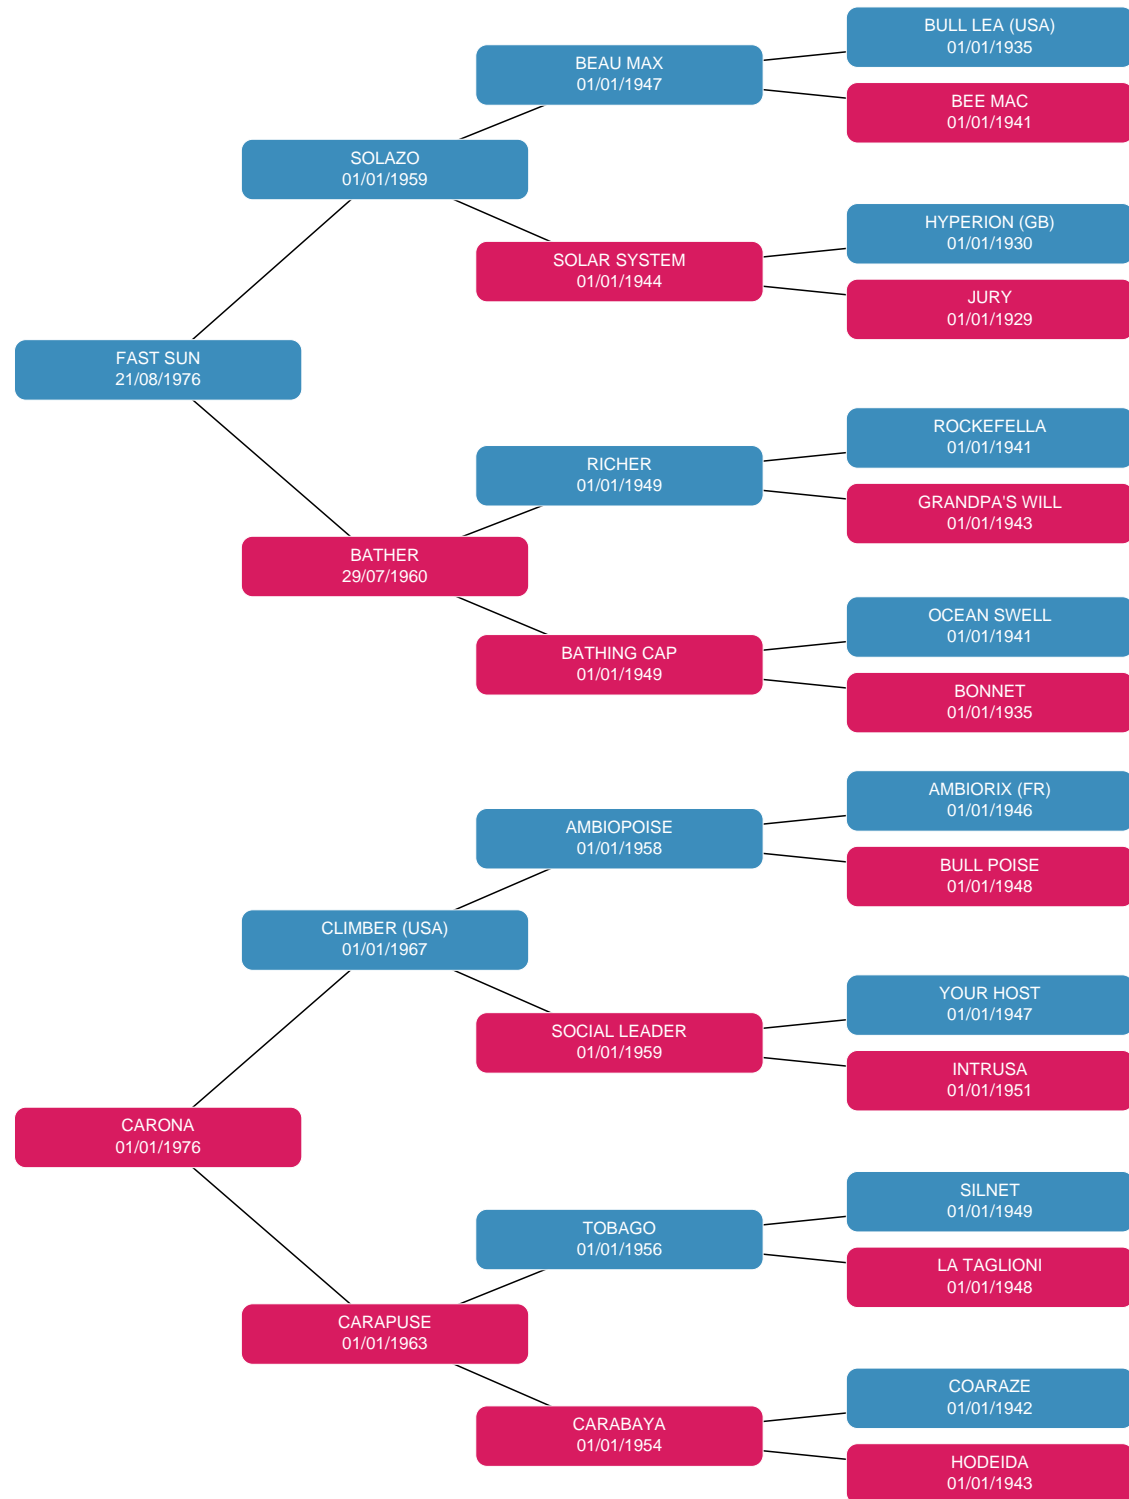 BULL LEA (USA)
01/01/1935
BEAU MAX
01/01/1947
BEE MAC
01/01/1941
SOLAZO
01/01/1959
HYPERION (GB)
01/01/1930
SOLAR SYSTEM
01/01/1944
JURY
01/01/1929
FAST SUN
21/08/1976
ROCKEFELLA
01/01/1941
RICHER
01/01/1949
GRANDPA'S WILL
01/01/1943
BATHER
29/07/1960
OCEAN SWELL
01/01/1941
BATHING CAP
01/01/1949
BONNET
01/01/1935
AMBIORIX (FR)
01/01/1946
AMBIOPOISE
01/01/1958
BULL POISE
01/01/1948
CLIMBER (USA)
01/01/1967
YOUR HOST
01/01/1947
SOCIAL LEADER
01/01/1959
INTRUSA
01/01/1951
CARONA
01/01/1976
SILNET
01/01/1949
TOBAGO
01/01/1956
LA TAGLIONI
01/01/1948
CARAPUSE
01/01/1963
COARAZE
01/01/1942
CARABAYA
01/01/1954
HODEIDA
01/01/1943